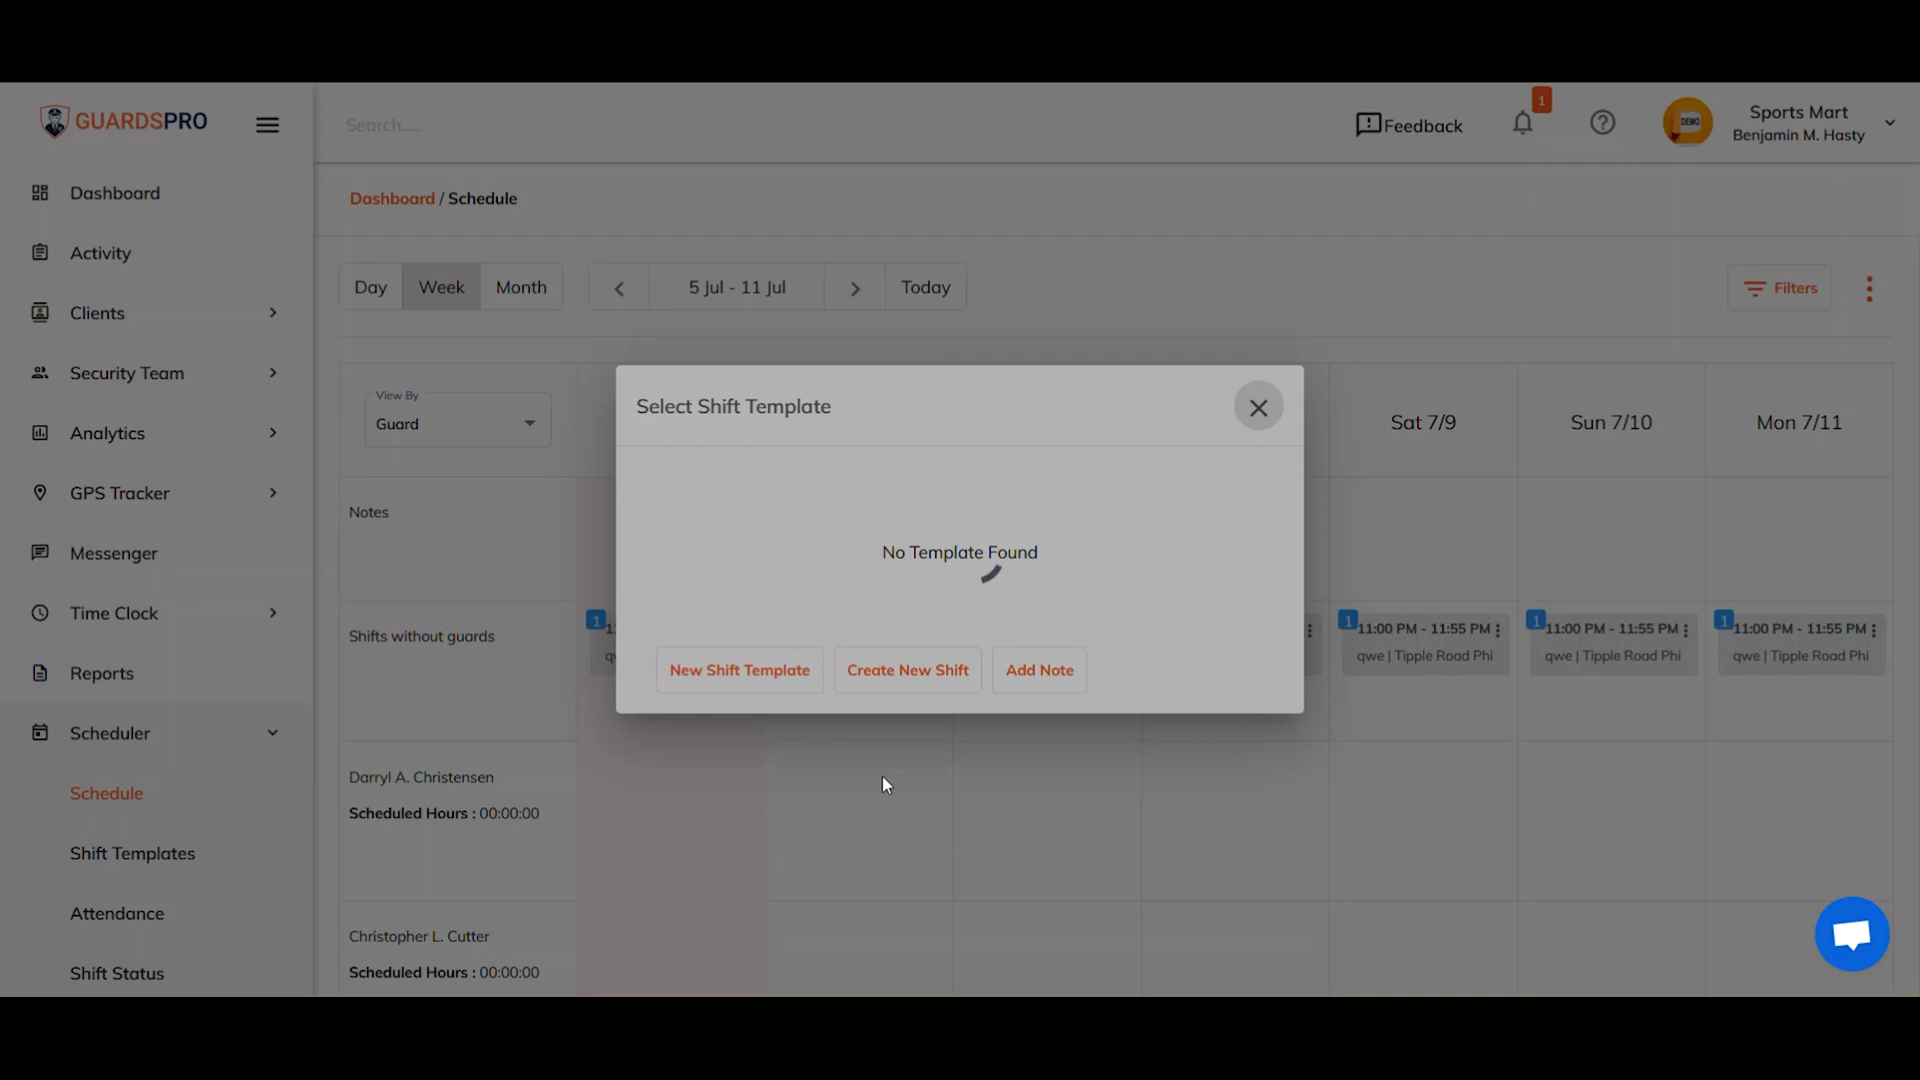 GUARDSPRO
Search.....
Feedback
1
Sports Mart
DEMO
Benjamin M. Hasty
Dashboard
Activity
Clients
Security Team
Analytics
GPS Tracker
Messenger
Time Clock
Reports
Scheduler
Schedule
Shift Templates
Attendance
Shift Status
Dashboard / Schedule
Day
Week
Month
5 Jul - 11 Jul
Today
Filters
View By
Guard
Sat 7/9
Sun 7/10
Mon 7/11
Notes
Shifts without guards
1
1
11:00 PM - 11:55 PM
qwe | Tipple Road Phi
1
11:00 PM - 11:55 PM
qwe | Tipple Road Phi
1
11:00 PM - 11:55 PM
qwe | Tipple Road Phi
Darryl A. Christensen
Scheduled Hours : 00:00:00
Christopher L. Cutter
Scheduled Hours : 00:00:00
Select Shift Template
No Template Found
New Shift Template
Create New Shift
Add Note